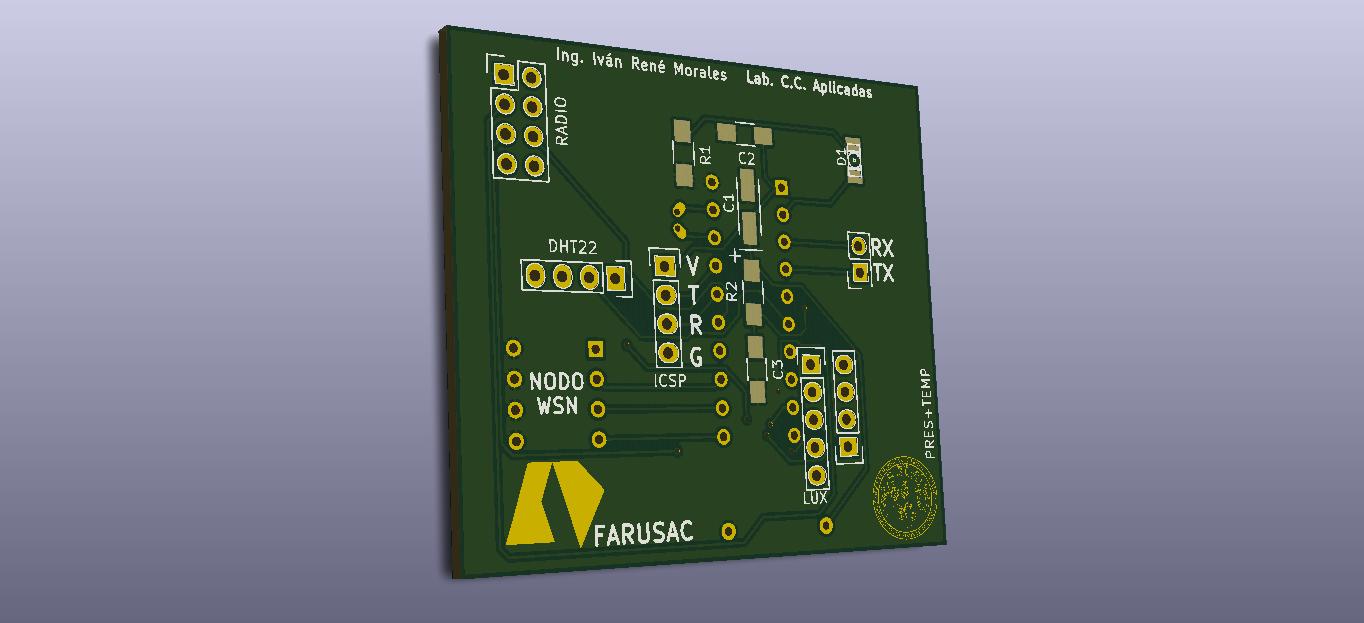 Ing. Iván René Morales Lab. C.C. Aplicadas
RADIO
R1
C2
D1
C1
DHT22
V
T
R
G
ICSP
+
R2
RX
TX
C3
NODO
WSN
LUX
PRES+TEMP
FARUSAC